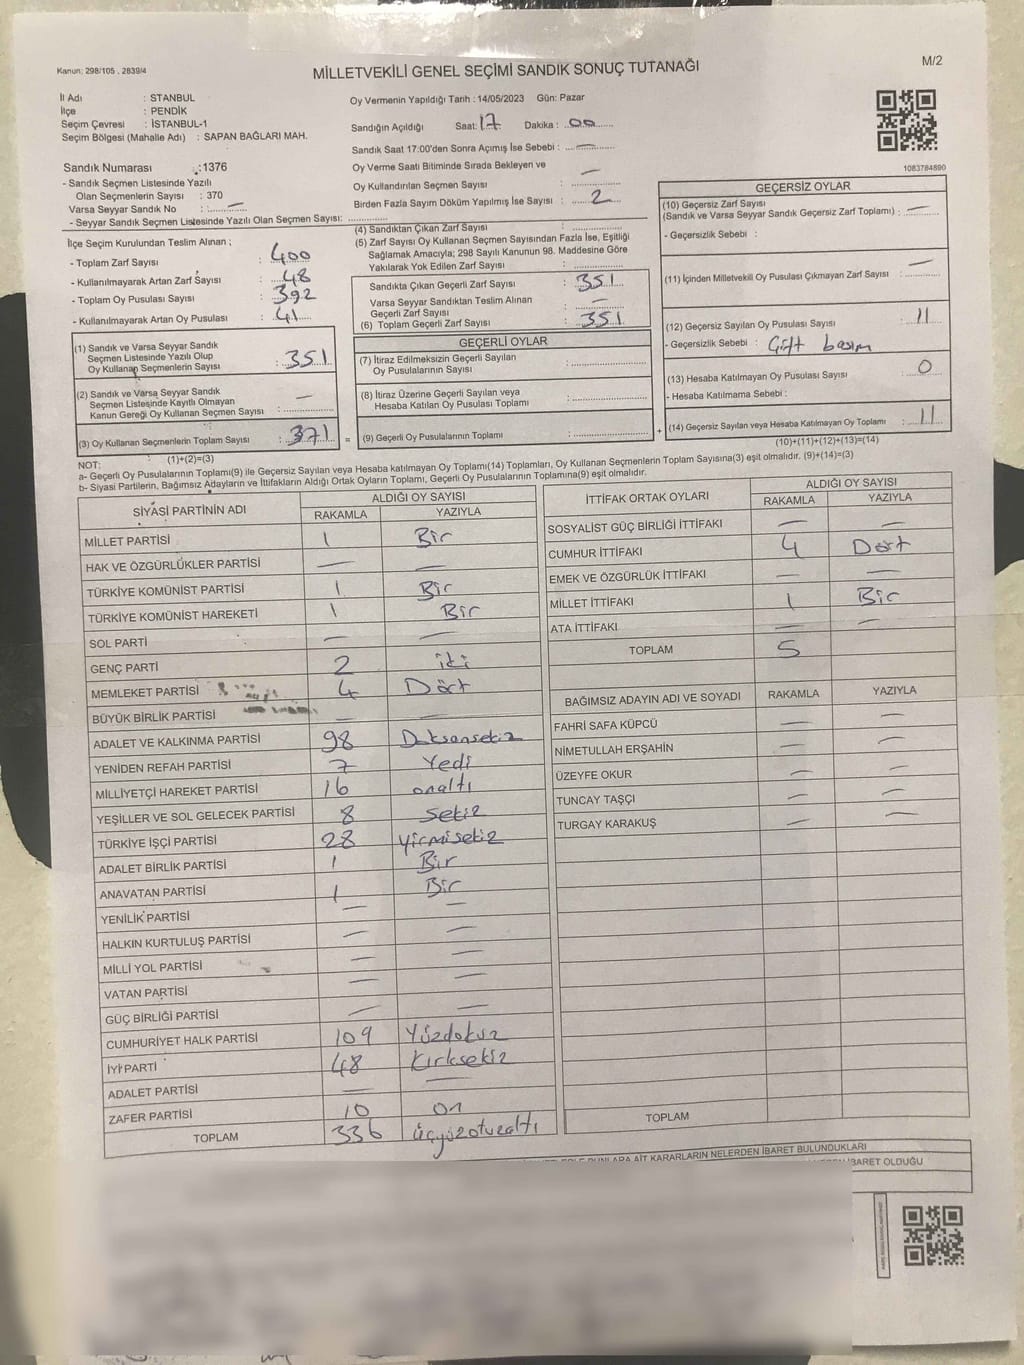 Kanun: 298/105 . 2839/4
MİLLETVEKİLİ GENEL SEÇİMİ SANDIK SONUÇ TUTANAĞI
M/2
İl Adı : STANBUL
İlçe : PENDİK
Seçim Çevresi : İSTANBUL-1
Seçim Bölgesi (Mahalle Adı) : SAPAN BAĞLARI MAH.
Oy Vermenin Yapıldığı Tarih : 14/05/2023 Gün: Pazar
Sandığın Açıldığı Saat: 17 Dakika : 00
Sandık Saat 17:00'den Sonra Açımış İse Sebebi : —
Oy Verme Saati Bitiminde Sırada Bekleyen ve
Oy Kullandırılan Seçmen Sayısı : —
Birden Fazla Sayım Döküm Yapılmış İse Sayısı : 2
1083784890
Sandık Numarası : 1376
- Sandık Seçmen Listesinde Yazılı
Olan Seçmenlerin Sayısı : 370
Varsa Seyyar Sandık No : —
- Seyyar Sandık Seçmen Listesinde Yazılı Olan Seçmen Sayısı:
İlçe Seçim Kurulundan Teslim Alınan ;
- Toplam Zarf Sayısı : 400
- Kullanılmayarak Artan Zarf Sayısı : 48
- Toplam Oy Pusulası Sayısı : 392
- Kullanılmayarak Artan Oy Pusulası : 41
(1) Sandık ve Varsa Seyyar Sandık
Seçmen Listesinde Yazılı Olup
Oy Kullanan Seçmenlerin Sayısı : 351
(2) Sandık ve Varsa Seyyar Sandık
Seçmen Listesinde Kayıtlı Olmayan
Kanun Gereği Oy Kullanan Seçmen Sayısı : —
(3) Oy Kullanan Seçmenlerin Toplam Sayısı : 371
(1)+(2)=(3)
(4) Sandıktan Çıkan Zarf Sayısı :
(5) Zarf Sayısı Oy Kullanan Seçmen Sayısından Fazla İse, Eşitliği
Sağlamak Amacıyla; 298 Sayılı Kanunun 98. Maddesine Göre
Yakılarak Yok Edilen Zarf Sayısı :
Sandıkta Çıkan Geçerli Zarf Sayısı : 351
Varsa Seyyar Sandıktan Teslim Alınan
Geçerli Zarf Sayısı : —
(6) Toplam Geçerli Zarf Sayısı : 351
GEÇERLİ OYLAR
(7) İtiraz Edilmeksizin Geçerli Sayılan
Oy Pusulalarının Sayısı :
(8) İtiraz Üzerine Geçerli Sayılan veya
Hesaba Katılan Oy Pusulası Toplamı :
= (9) Geçerli Oy Pusulalarının Toplamı :
GEÇERSİZ OYLAR
(10) Geçersiz Zarf Sayısı
(Sandık ve Varsa Seyyar Sandık Geçersiz Zarf Toplamı) : —
- Geçersizlik Sebebi :
(11) İçinden Milletvekili Oy Pusulası Çıkmayan Zarf Sayısı : —
(12) Geçersiz Sayılan Oy Pusulası Sayısı : 11
- Geçersizlik Sebebi : Çift basım
(13) Hesaba Katılmayan Oy Pusulası Sayısı : 0
- Hesaba Katılmama Sebebi :
+ (14) Geçersiz Sayılan veya Hesaba Katılmayan Oy Toplamı : 11
(10)+(11)+(12)+(13)=(14)
NOT:
a- Geçerli Oy Pusulalarının Toplamı(9) ile Geçersiz Sayılan veya Hesaba katılmayan Oy Toplamı(14) Toplamları, Oy Kullanan Seçmenlerin Toplam Sayısına(3) eşit olmalıdır. (9)+(14)=(3)
b- Siyasi Partilerin, Bağımsız Adayların ve İttifakların Aldığı Ortak Oyların Toplamı, Geçerli Oy Pusulalarının Toplamına(9) eşit olmalıdır.
SİYASİ PARTİNİN ADI ALDIĞI OY SAYISI
RAKAMLA YAZIYLA
MİLLET PARTİSİ 1 Bir
HAK VE ÖZGÜRLÜKLER PARTİSİ — —
TÜRKİYE KOMÜNİST PARTİSİ 1 Bir
TÜRKİYE KOMÜNİST HAREKETİ 1 Bir
SOL PARTİ — —
GENÇ PARTİ 2 iki
MEMLEKET PARTİSİ 4 Dört
BÜYÜK BİRLİK PARTİSİ — —
ADALET VE KALKINMA PARTİSİ 98 Doksansekiz
YENİDEN REFAH PARTİSİ 7 Yedi
MİLLİYETÇİ HAREKET PARTİSİ 16 onaltı
YEŞİLLER VE SOL GELECEK PARTİSİ 8 sekiz
TÜRKİYE İŞÇİ PARTİSİ 28 yirmisekiz
ADALET BİRLİK PARTİSİ 1 Bir
ANAVATAN PARTİSİ 1 Bir
YENİLİK PARTİSİ — —
HALKIN KURTULUŞ PARTİSİ — —
MİLLİ YOL PARTİSİ — —
VATAN PARTİSİ — —
GÜÇ BİRLİĞİ PARTİSİ — —
CUMHURİYET HALK PARTİSİ 109 Yüzdokuz
İYİ PARTİ 48 Kırksekiz
ADALET PARTİSİ — —
ZAFER PARTİSİ 10 on
TOPLAM 336 üçyüzotuzaltı
İTTİFAK ORTAK OYLARI ALDIĞI OY SAYISI
RAKAMLA YAZIYLA
SOSYALİST GÜÇ BİRLİĞİ İTTİFAKI — —
CUMHUR İTTİFAKI 4 Dört
EMEK VE ÖZGÜRLÜK İTTİFAKI — —
MİLLET İTTİFAKI 1 Bir
ATA İTTİFAKI — —
TOPLAM 5
BAĞIMSIZ ADAYIN ADI VE SOYADI RAKAMLA YAZIYLA
FAHRİ SAFA KÜPCÜ — —
NİMETULLAH ERŞAHİN — —
ÜZEYFE OKUR — —
TUNCAY TAŞÇI — —
TURGAY KARAKUŞ — —
TOPLAM
AİT KARARLARIN NELERDEN İBARET BULUNDUKLARI
OLDUĞU